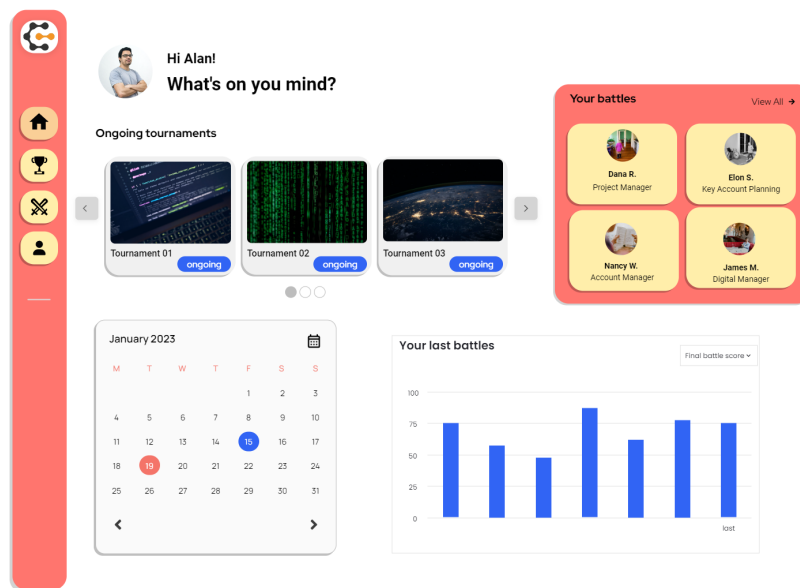 Hi Alan!
What's on you mind?
Ongoing tournaments
Tournament 01
ongoing
Tournament 02
ongoing
Tournament 03
ongoing
Your battles
View All
Dana R.
Project Manager
Elon S.
Key Account Planning
Nancy W.
Account Manager
James M.
Digital Manager
January 2023
M T W T F S S
1 2 3
4 5 6 7 8 9 10
11 12 13 14 15 16 17
18 19 20 21 22 23 24
25 26 27 28 29 30 31
Your last battles
Final battle score
100
75
50
25
0
last